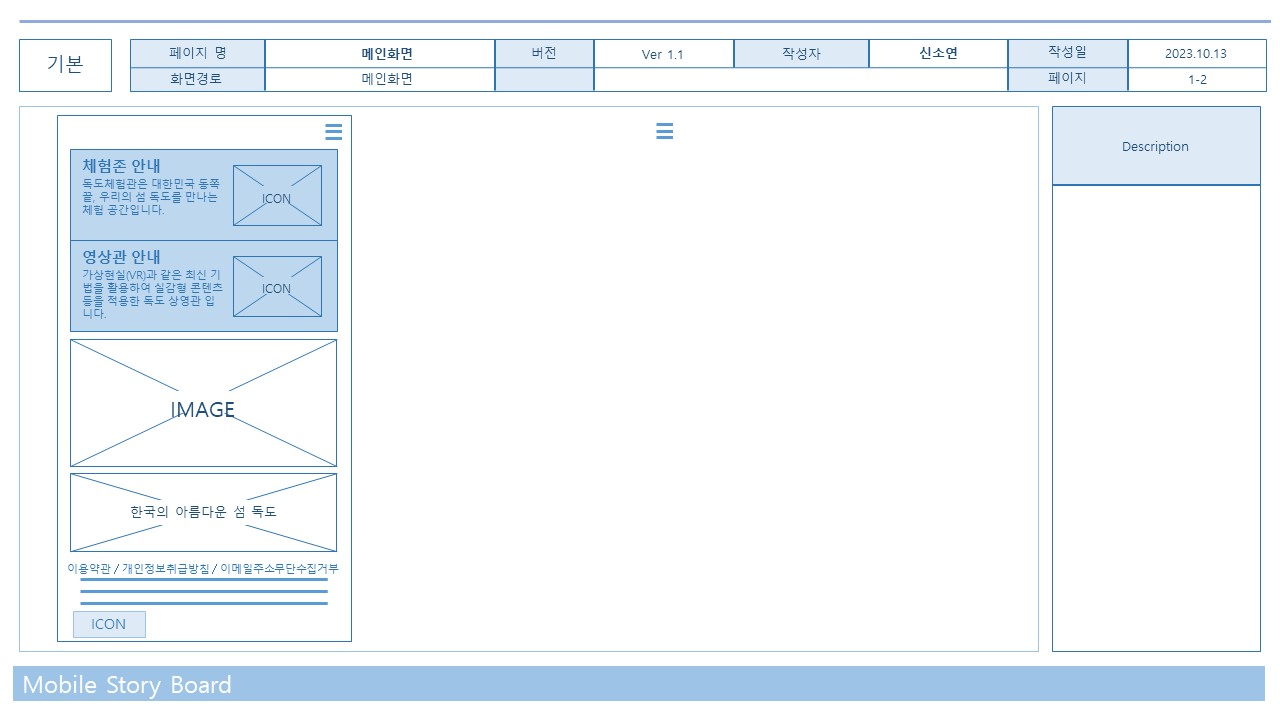 기본
페이지 명
메인화면
버전
Ver 1.1
작성자
신소연
작성일
2023.10.13
화면경로
메인화면
페이지
1-2
체험존 안내
독도체험관은 대한민국 동쪽
끝, 우리의 섬 독도를 만나는
체험 공간입니다.
ICON
영상관 안내
가상현실(VR)과 같은 최신 기
법을 활용하여 실감형 콘텐츠
등을 적용한 독도 상영관 입
니다.
ICON
IMAGE
한국의 아름다운 섬 독도
이용약관 / 개인정보취급방침 / 이메일주소무단수집거부
ICON
Description
Mobile Story Board